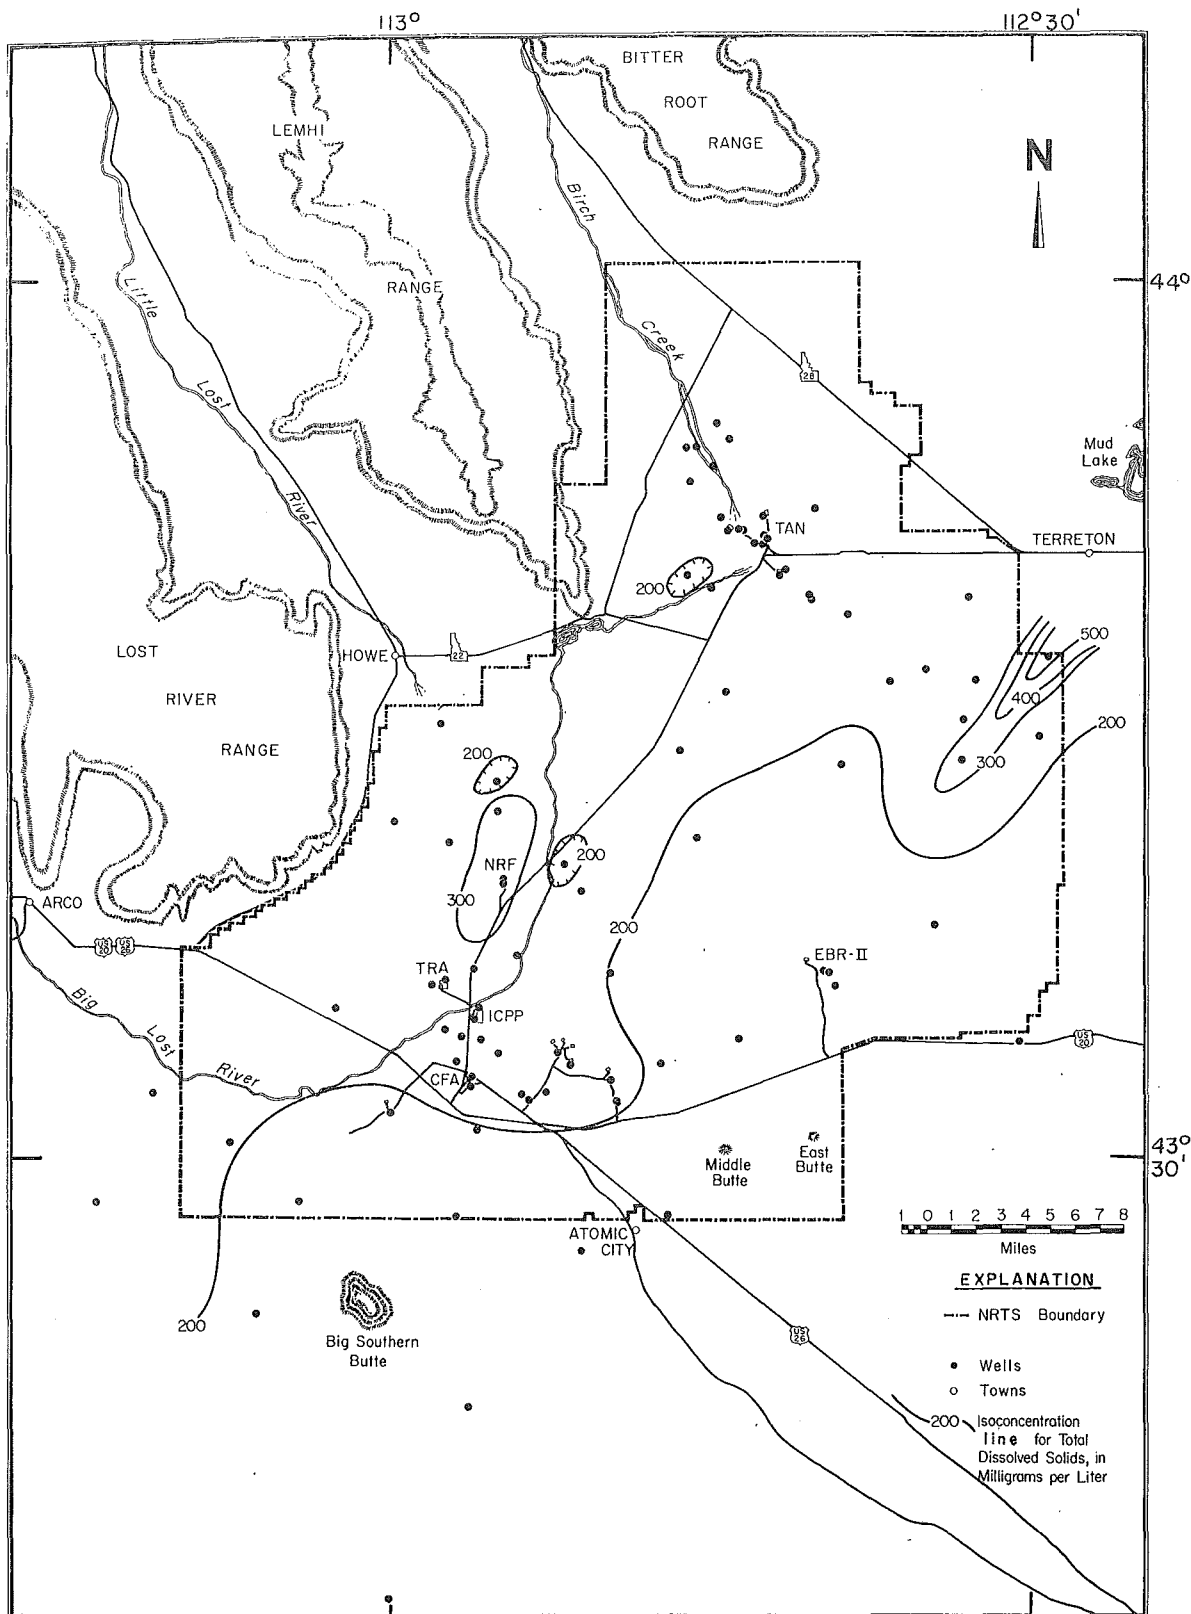 113°
112°30'
BITTER
ROOT
RANGE
LEMHI
RANGE
N
Birch
Creek
44°
Little
Lost
River
28
Mud
Lake
TAN
TERRETON
200
HOWE
22
LOST
RIVER
RANGE
500
400
300
200
200
NRF
200
300
ARCO
200
US
20
US
26
TRA
EBR-II
ICPP
Big
Lost
River
US
20
CFA
Middle
Butte
East
Butte
43°
30'
1 0 1 2 3 4 5 6 7 8
Miles
ATOMIC
CITY
EXPLANATION
NRTS Boundary
200
Big Southern
Butte
US
26
Wells
Towns
200
Isoconcentration
line for Total
Dissolved Solids, in
Milligrams per Liter